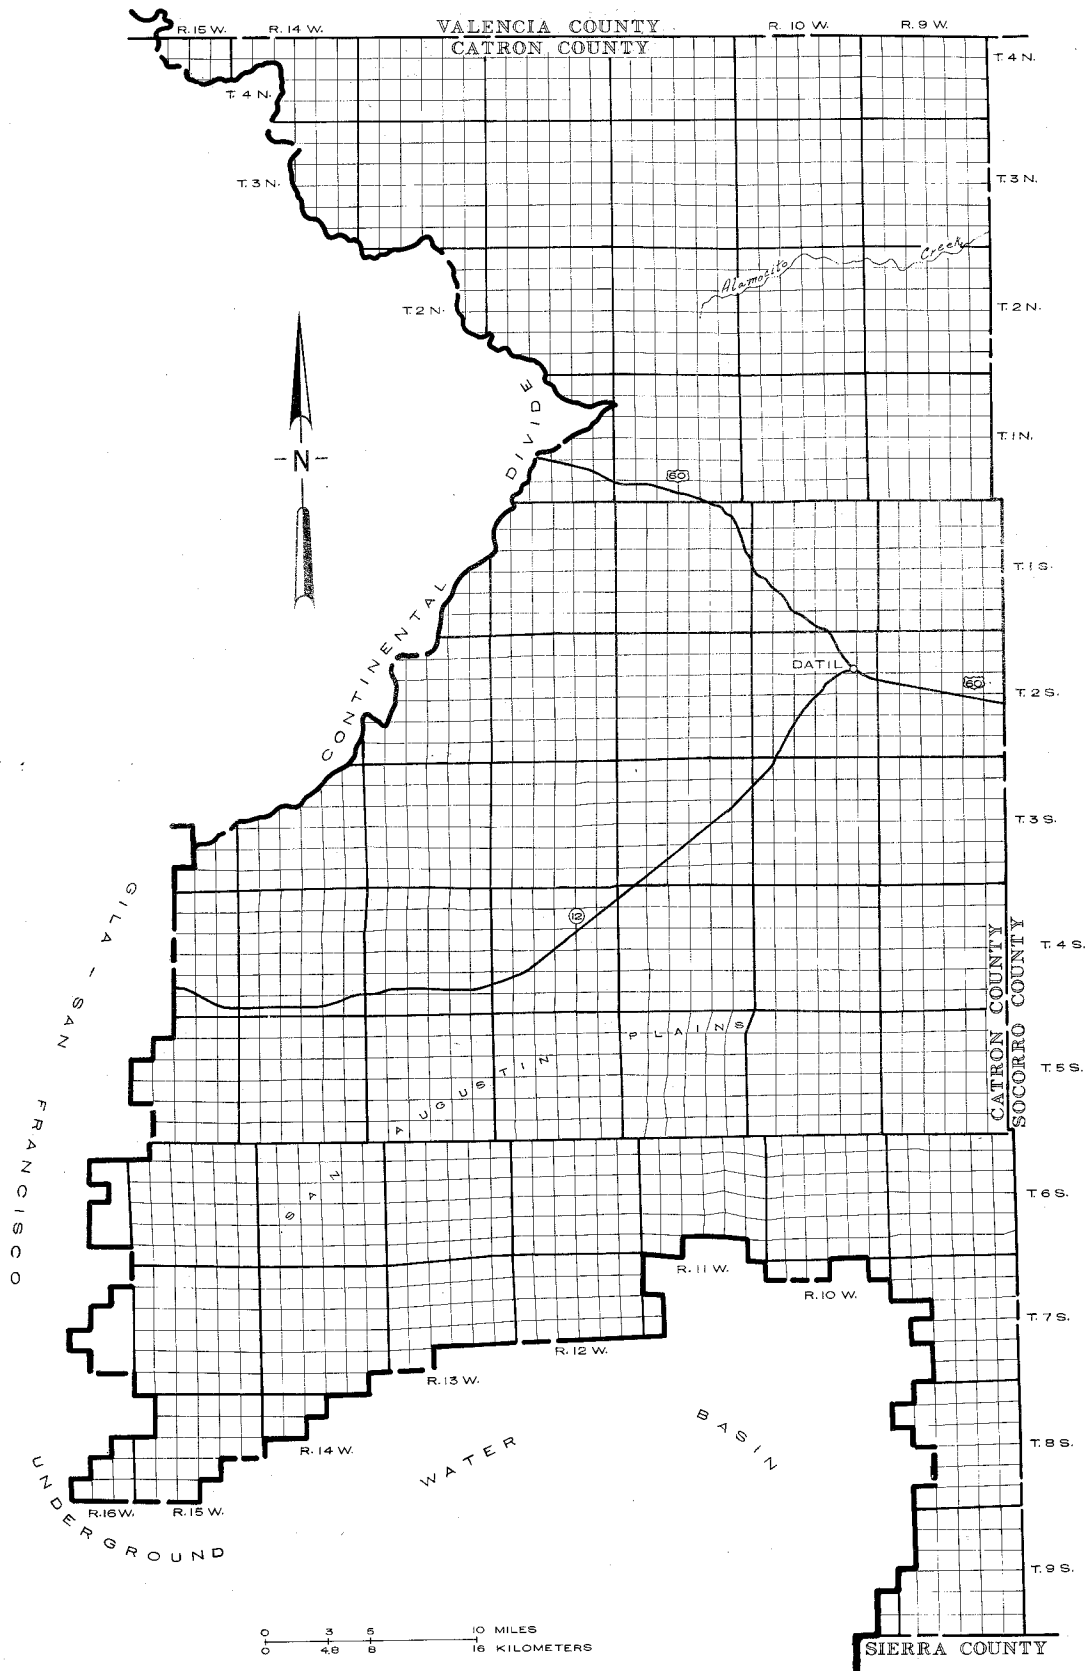 R. 15 W. R. 14 W. VALENCIA COUNTY R. 10 W. R. 9 W.
CATRON COUNTY
T. 4 N.
T. 4 N.
T. 3 N.
T. 3 N.
Alamocito Creek
T. 2 N.
T. 2 N.
T. 1 N.
N
60
CONTINENTAL DIVIDE
T. 1 S.
DATIL
60
T. 2 S.
T. 3 S.
12
T. 4 S.
CATRON COUNTY
SOCORRO COUNTY
SAN AUGUSTIN PLAINS
T. 5 S.
T. 6 S.
R. 11 W.
R. 10 W.
T. 7 S.
R. 12 W.
R. 13 W.
T. 8 S.
R. 14 W.
R. 16 W. R. 15 W.
GILA - SAN FRANCISCO UNDERGROUND WATER BASIN
T. 9 S.
0 3 5 10 MILES
0 4.8 8 16 KILOMETERS
SIERRA COUNTY